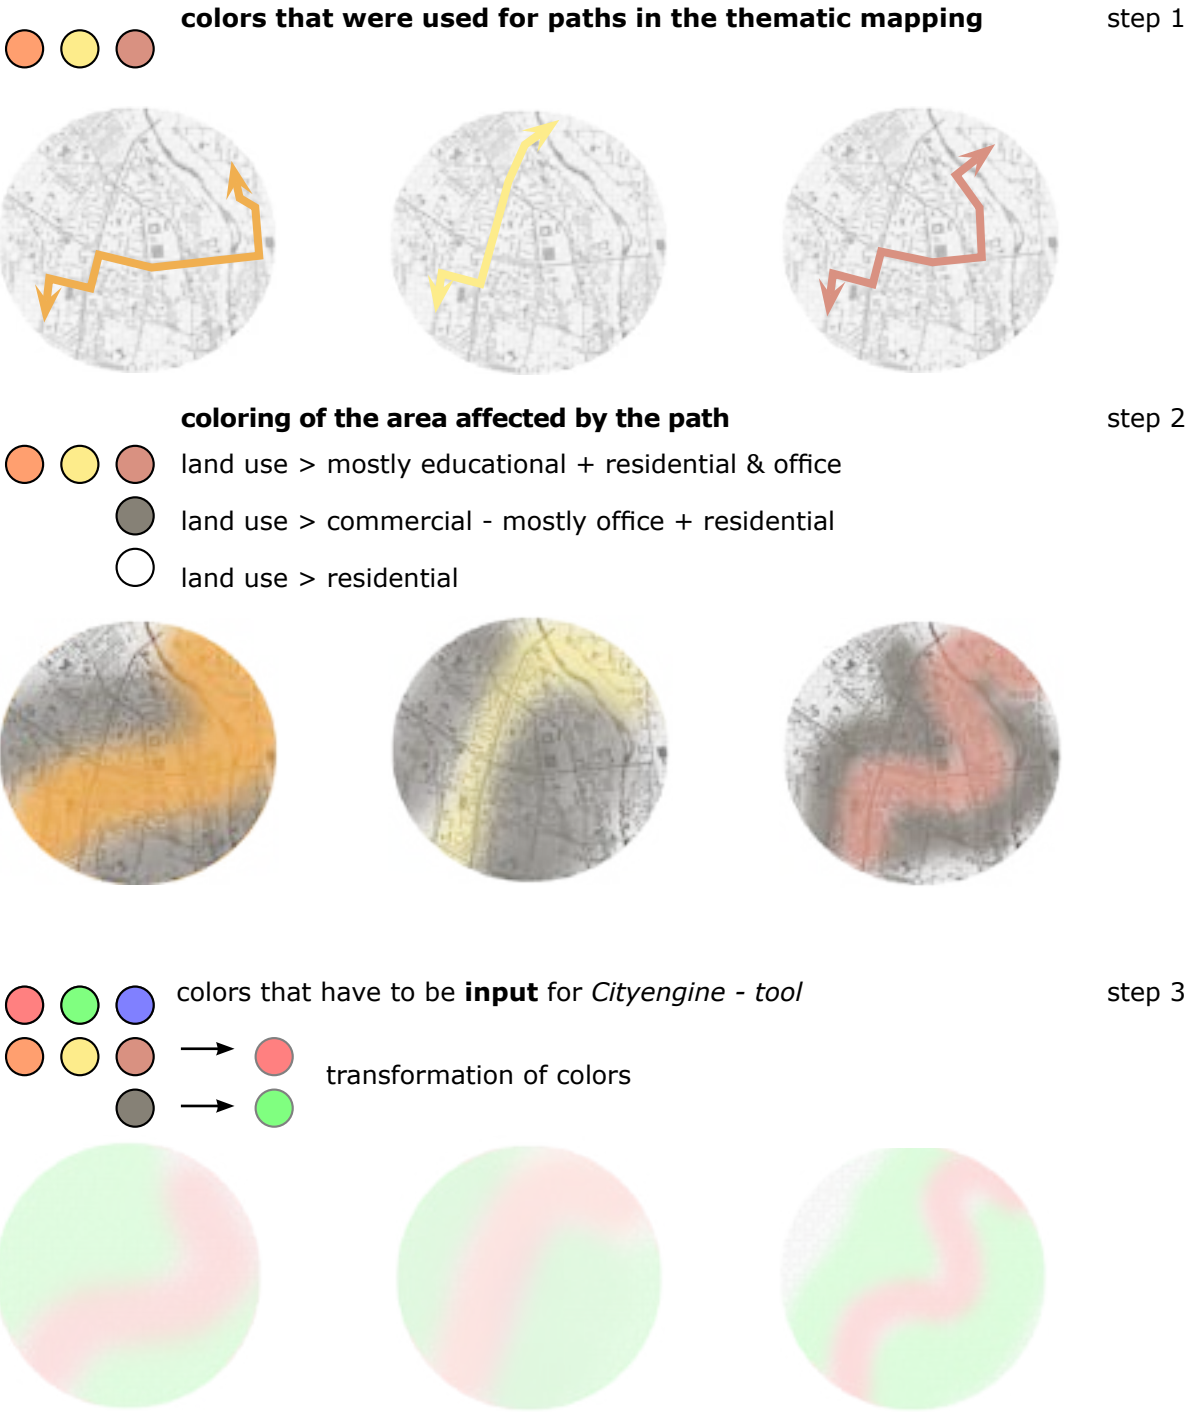 colors that were used for paths in the thematic mapping step 1
coloring of the area affected by the path step 2
land use > mostly educational + residential & office
land use > commercial - mostly office + residential
land use > residential
colors that have to be input for Cityengine - tool step 3
transformation of colors